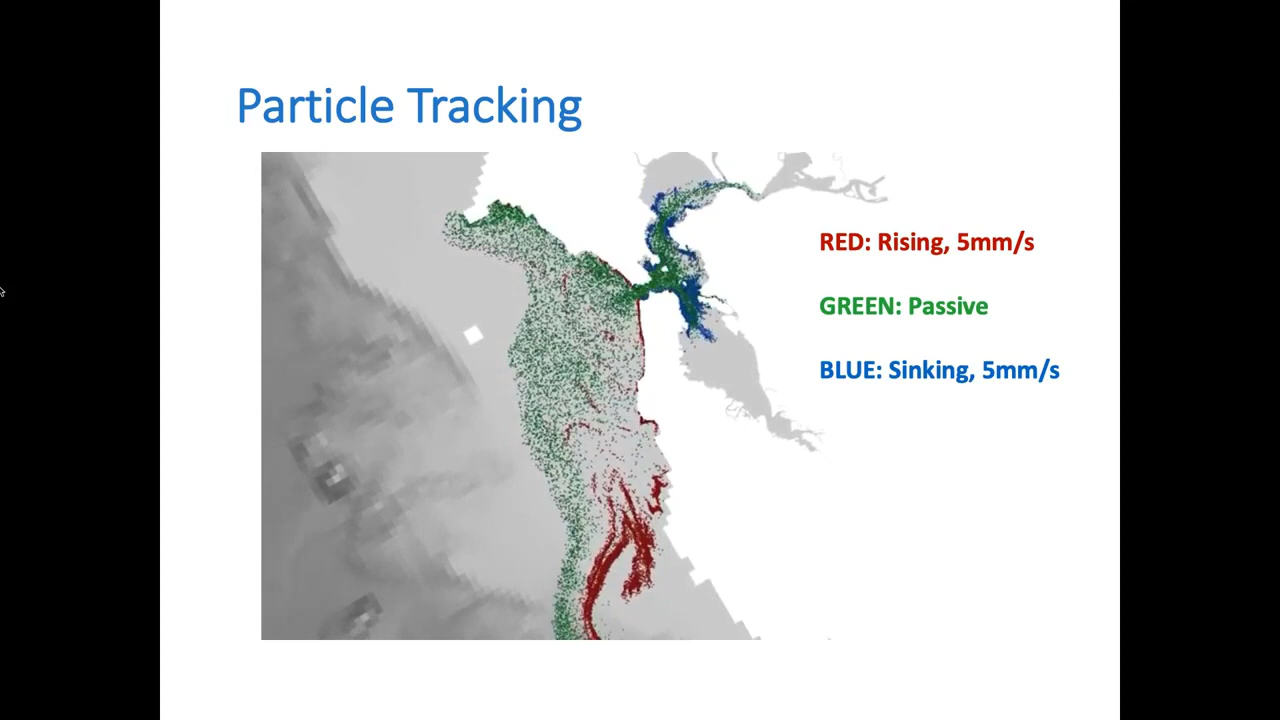 Particle Tracking
RED: Rising, 5mm/s
GREEN: Passive
BLUE: Sinking, 5mm/s